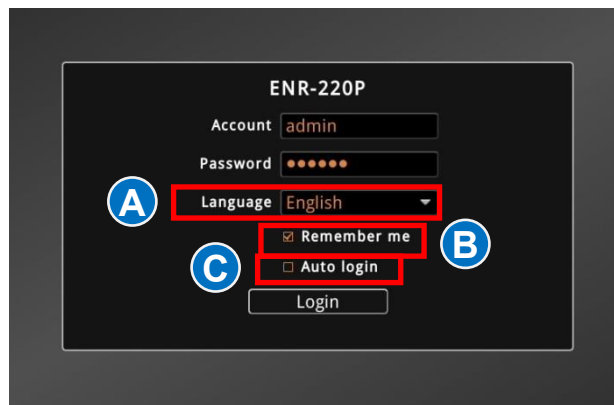 ENR-220P
Account admin
Password ●●●●●●
A Language English
Remember me B
C Auto login
Login